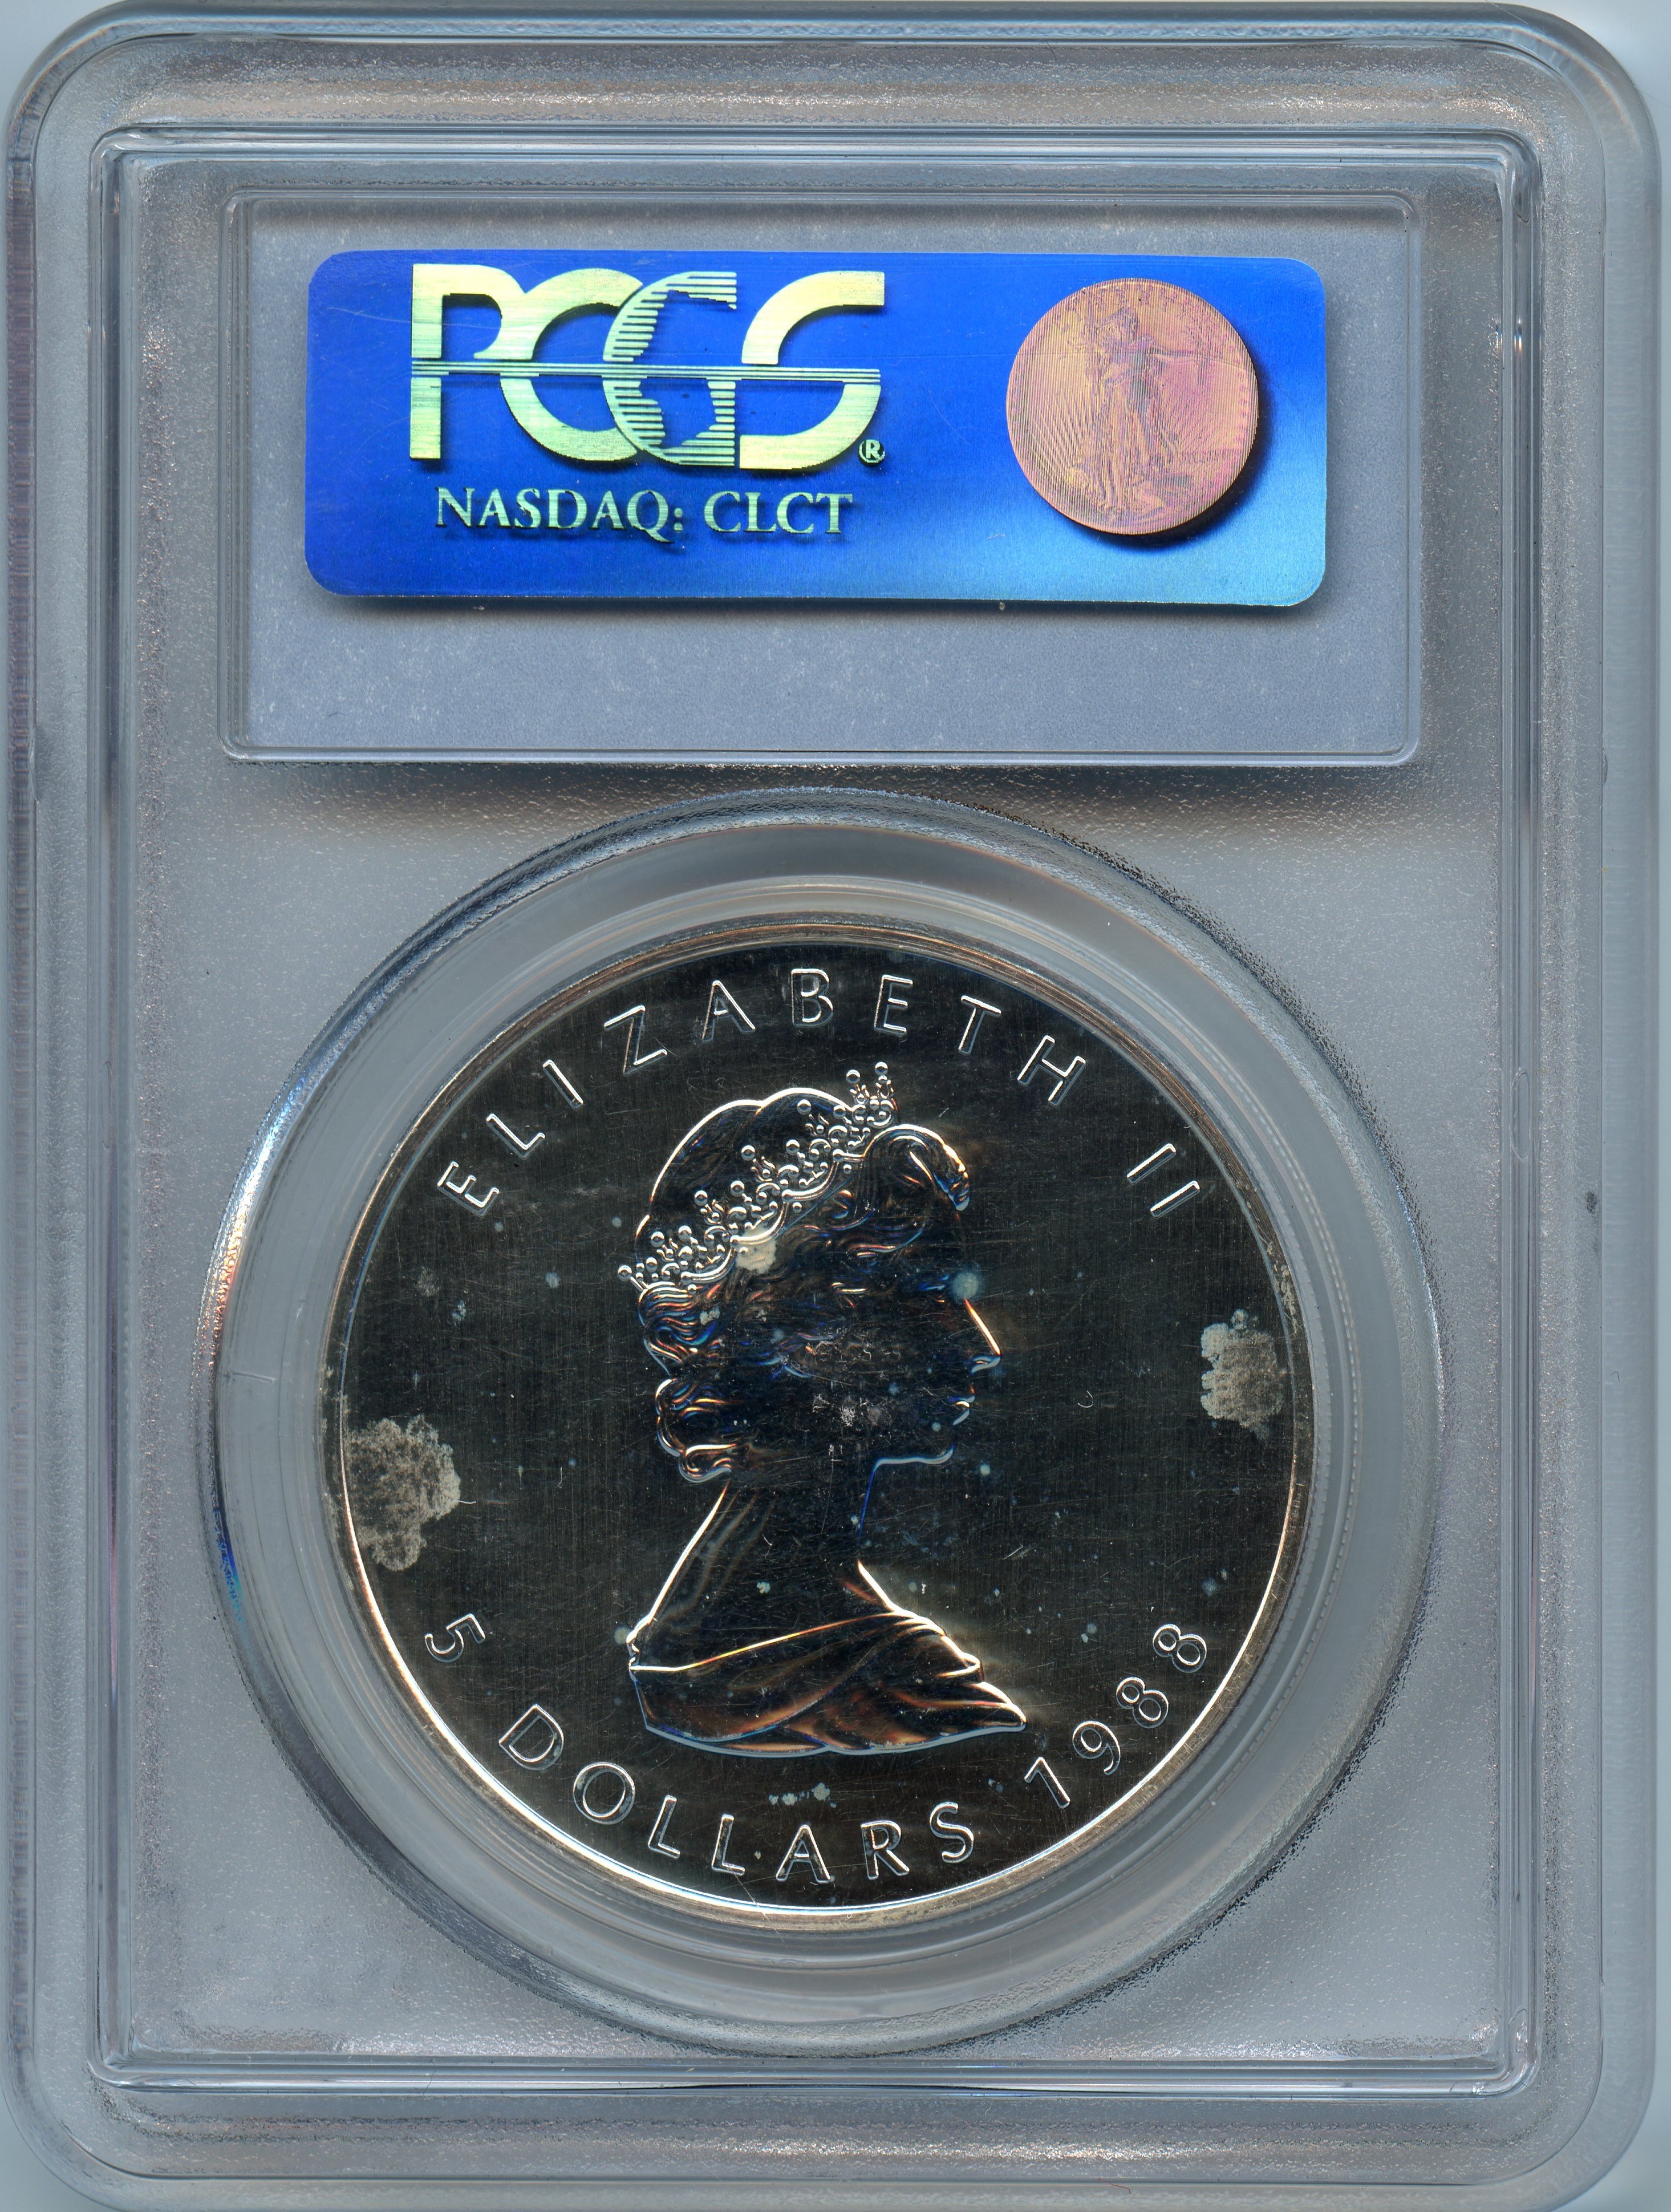 PCGS®
NASDAQ: CLCT
ELIZABETH II
5 DOLLARS 1988